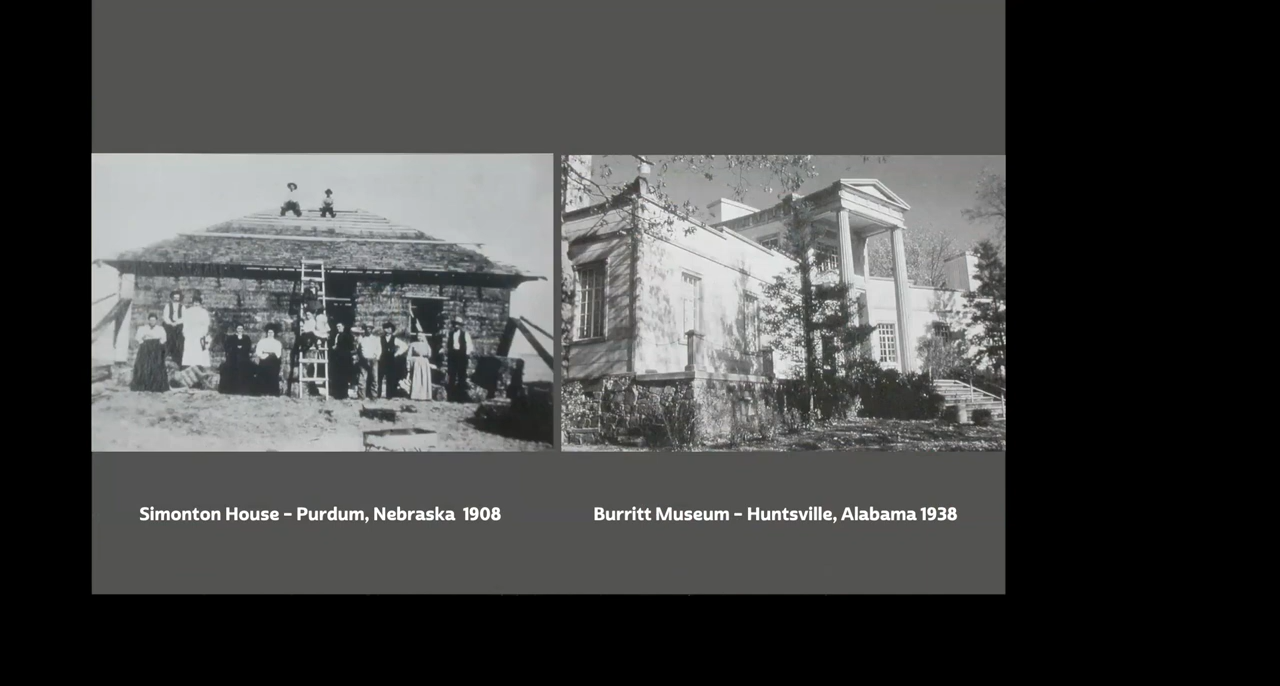 Simonton House – Purdum, Nebraska 1908
Burritt Museum – Huntsville, Alabama 1938